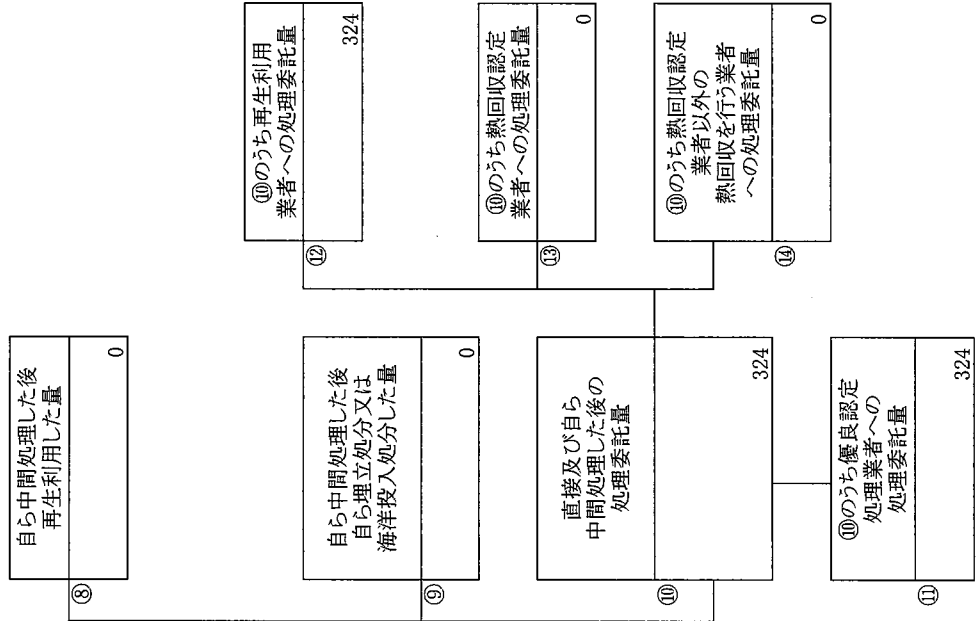 ⑧
自ら中間処理した後
再生利用した量
0
⑨
自ら中間処理した後
自ら埋立処分又は
海洋投入処分した量
0
⑩
直接及び自ら
中間処理した後の
処理委託量
324
⑪
⑩のうち優良認定
処理業者への
処理委託量
324
⑫
⑩のうち再生利用
業者への処理委託量
324
⑬
⑩のうち熱回収認定
業者への処理委託量
0
⑭
⑩のうち熱回収認定
業者以外の
熱回収を行う業者
への処理委託量
0